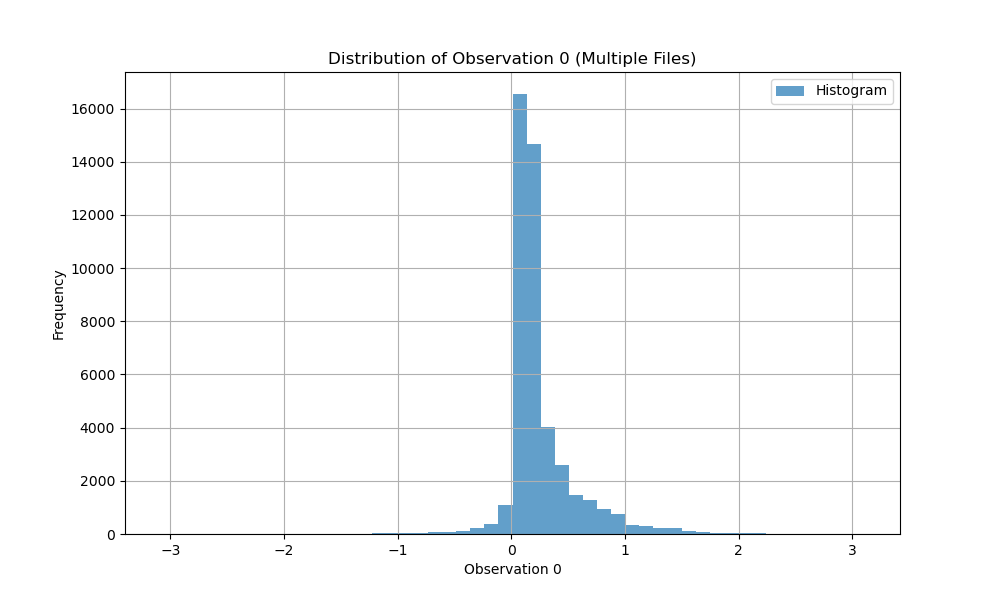 Distribution of Observation 0 (Multiple Files)
Histogram
Frequency
16000
14000
12000
10000
8000
6000
4000
2000
0
−3 −2 −1 0 1 2 3
Observation 0